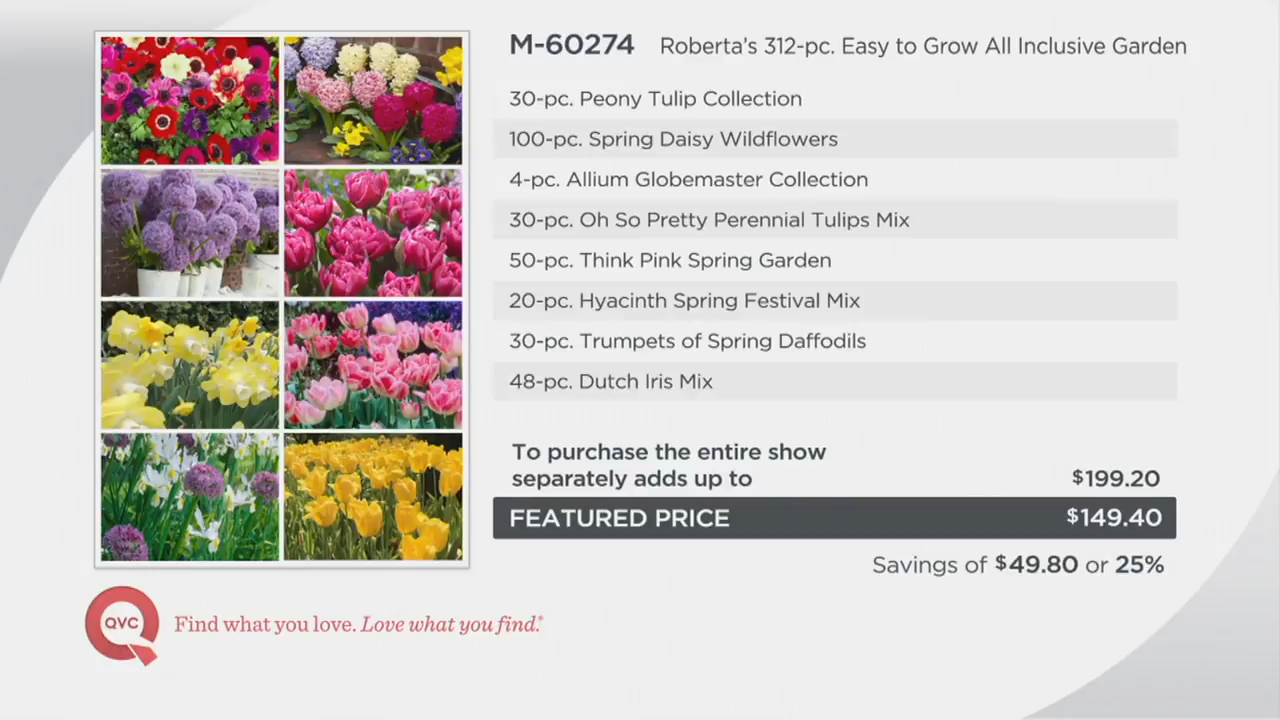 M-60274 Roberta's 312-pc. Easy to Grow All Inclusive Garden
30-pc. Peony Tulip Collection
100-pc. Spring Daisy Wildflowers
4-pc. Allium Globemaster Collection
30-pc. Oh So Pretty Perennial Tulips Mix
50-pc. Think Pink Spring Garden
20-pc. Hyacinth Spring Festival Mix
30-pc. Trumpets of Spring Daffodils
48-pc. Dutch Iris Mix
To purchase the entire show
separately adds up to $199.20
FEATURED PRICE $149.40
Savings of $49.80 or 25%
QVC Find what you love. Love what you find.®